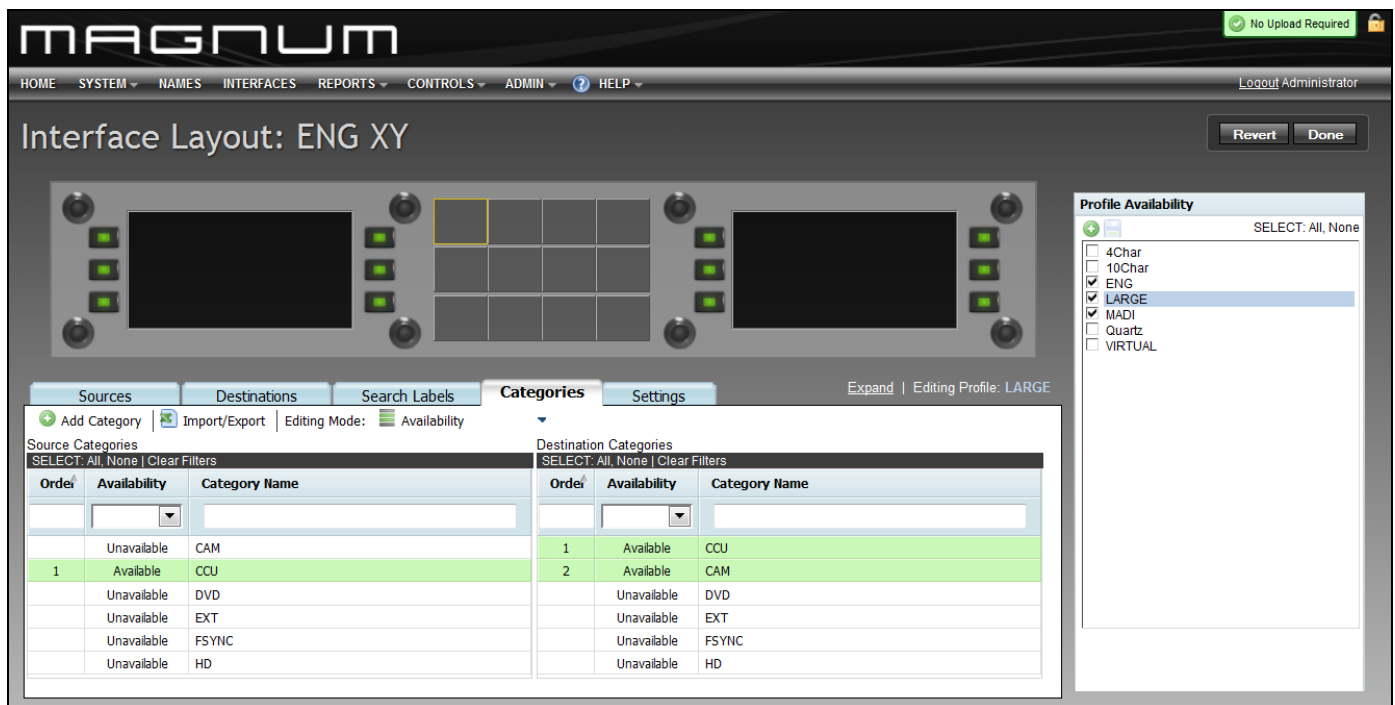 MAGNUM
No Upload Required
HOME SYSTEM NAMES INTERFACES REPORTS CONTROLS ADMIN ? HELP
Logout Administrator
Interface Layout: ENG XY
Revert Done
Profile Availability
SELECT: All, None
4Char
10Char
ENG
LARGE
MADI
Quartz
VIRTUAL
Sources Destinations Search Labels Categories Settings
Expand | Editing Profile: LARGE
Add Category | Import/Export | Editing Mode: Availability
Source Categories
SELECT: All, None | Clear Filters
Order Availability Category Name
Unavailable CAM
1 Available CCU
Unavailable DVD
Unavailable EXT
Unavailable FSYNC
Unavailable HD
Destination Categories
SELECT: All, None | Clear Filters
Order Availability Category Name
1 Available CCU
2 Available CAM
Unavailable DVD
Unavailable EXT
Unavailable FSYNC
Unavailable HD